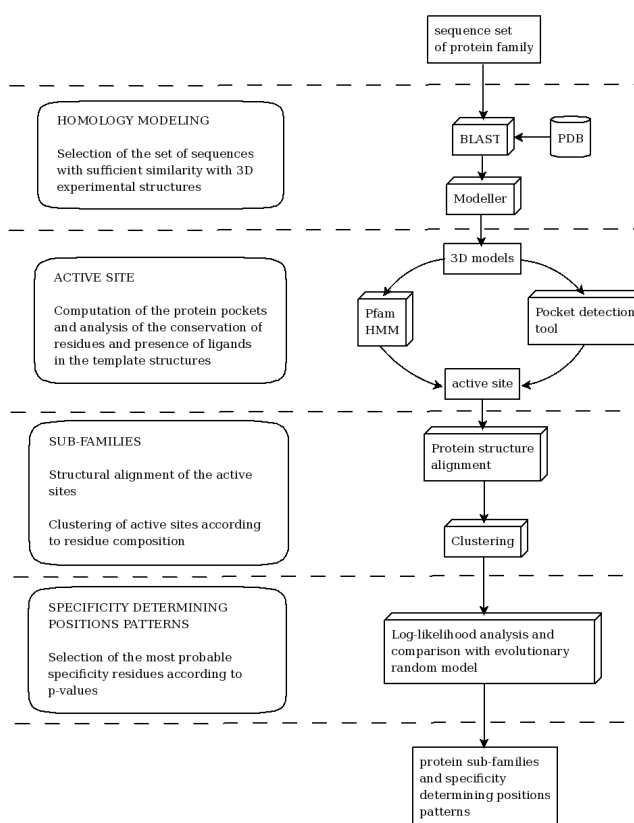 sequence set
of protein family
HOMOLOGY MODELING
Selection of the set of sequences
with sufficient similarity with 3D
experimental structures
BLAST
PDB
Modeller
ACTIVE SITE
Computation of the protein pockets
and analysis of the conservation of
residues and presence of ligands
in the template structures
3D models
Pfam
HMM
Pocket detection
tool
active site
SUB-FAMILIES
Structural alignment of the active
sites
Clustering of active sites according
to residue composition
Protein structure
alignment
Clustering
SPECIFICITY DETERMINING
POSITIONS PATTERNS
Selection of the most probable
specificity residues according to
p-values
Log-likelihood analysis and
comparison with evolutionary
random model
protein sub-families
and specificity
determining positions
patterns